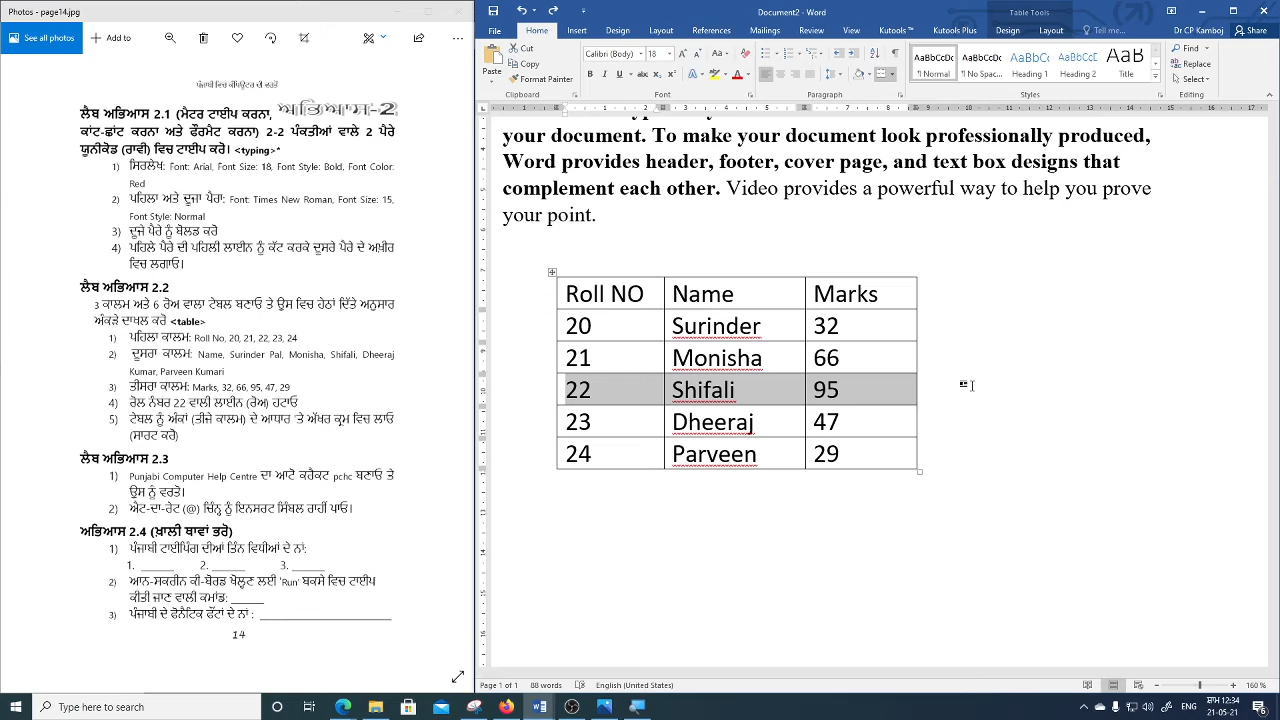 Photos - page14.jpg
See all photos
Add to
ਪੰਜਾਬੀ ਵਿਚ ਕੰਪਿਊਟਰ ਦੀ ਵਰਤੋਂ
ਅਭਿਆਸ-2
ਲੈਬ ਅਭਿਆਸ 2.1 (ਮੈਟਰ ਟਾਈਪ ਕਰਨਾ,
ਕਾਂਟ-ਛਾਂਟ ਕਰਨਾ ਅਤੇ ਫੌਰਮੈਟ ਕਰਨਾ) 2-2 ਪੰਕਤੀਆਂ ਵਾਲੇ 2 ਪੈਰੇ
ਯੂਨੀਕੋਡ (ਰਾਵੀ) ਵਿਚ ਟਾਈਪ ਕਰੋ। <typing>*
1) ਸਿਰਲੇਖ: Font: Arial, Font Size: 18, Font Style: Bold, Font Color:
Red
2) ਪਹਿਲਾ ਅਤੇ ਦੂਜਾ ਪੈਰਾ: Font: Times New Roman, Font Size: 15,
Font Style: Normal
3) ਦੂਜੇ ਪੈਰੇ ਨੂੰ ਬੋਲਡ ਕਰੋ
4) ਪਹਿਲੇ ਪੈਰੇ ਦੀ ਪਹਿਲੀ ਲਾਈਨ ਨੂੰ ਕੱਟ ਕਰਕੇ ਦੂਸਰੇ ਪੈਰੇ ਦੇ ਅਖ਼ੀਰ
ਵਿਚ ਲਗਾਓ।
ਲੈਬ ਅਭਿਆਸ 2.2
3 ਕਾਲਮ ਅਤੇ 6 ਰੋਅ ਵਾਲਾ ਟੇਬਲ ਬਣਾਓ ਤੇ ਉਸ ਵਿਚ ਹੇਠਾਂ ਦਿੱਤੇ ਅਨੁਸਾਰ
ਅੰਕੜੇ ਦਾਖਲ ਕਰੋ <table>
1) ਪਹਿਲਾ ਕਾਲਮ: Roll No, 20, 21, 22, 23, 24
2) ਦੂਸਰਾ ਕਾਲਮ: Name, Surinder Pal, Monisha, Shifali, Dheeraj
Kumar, Parveen Kumari
3) ਤੀਸਰਾ ਕਾਲਮ: Marks, 32, 66, 95, 47, 29
4) ਰੋਲ ਨੰਬਰ 22 ਵਾਲੀ ਲਾਈਨ (ਰੋਅ) ਹਟਾਓ
5) ਟੇਬਲ ਨੂੰ ਅੰਕਾਂ (ਤੀਜੇ ਕਾਲਮ) ਦੇ ਆਧਾਰ 'ਤੇ ਅੱਖਰ ਕ੍ਰਮ ਵਿਚ ਲਾਓ
(ਸਾਰਟ ਕਰੋ)
ਲੈਬ ਅਭਿਆਸ 2.3
1) Punjabi Computer Help Centre ਦਾ ਆਟੋ ਕਰੈਕਟ pchc ਬਣਾਓ ਤੇ
ਉਸ ਨੂੰ ਵਰਤੋ।
2) ਐਟ-ਦਾ-ਰੇਟ (@) ਚਿੰਨ੍ਹ ਨੂੰ ਇਨਸਰਟ ਸਿੰਬਲ ਰਾਹੀਂ ਪਾਓ।
ਅਭਿਆਸ 2.4 (ਖ਼ਾਲੀ ਥਾਵਾਂ ਭਰੋ)
1) ਪੰਜਾਬੀ ਟਾਈਪਿੰਗ ਦੀਆਂ ਤਿੰਨ ਵਿਧੀਆਂ ਦੇ ਨਾਂ:
1. _____ 2. _____ 3. _____
2) ਆਨ-ਸਕਰੀਨ ਕੀ-ਬੋਰਡ ਖੋਲ੍ਹਣ ਲਈ 'Run' ਬਕਸੇ ਵਿਚ ਟਾਈਪ
ਕੀਤੀ ਜਾਣ ਵਾਲੀ ਕਮਾਂਡ: _____
3) ਪੰਜਾਬੀ ਦੇ ਫੋਨੈਟਿਕ ਫੌਂਟਾਂ ਦੇ ਨਾਂ : ____________________
14
Document2 - Word
Table Tools
File Home Insert Draw Design Layout References Mailings Review View Kutools ™ Kutools Plus Design Layout Tell me... Dr CP Kamboj Share
Paste
Cut
Copy
Format Painter
Clipboard
Calibri (Body) 18
Font
Paragraph
AaBbCcDc AaBbCcDc AaBbCc AaBbCcC AaB
¶ Normal ¶ No Spac... Heading 1 Heading 2 Title
Styles
Find
Replace
Select
Editing
your document. To make your document look professionally produced,
Word provides header, footer, cover page, and text box designs that
complement each other. Video provides a powerful way to help you prove
your point.
Roll NO Name Marks
20 Surinder 32
21 Monisha 66
22 Shifali 95
23 Dheeraj 47
24 Parveen 29
Page 1 of 1 88 words English (United States) 160 %
Type here to search
ਸ਼ਾਮ 12:34
21-05-21